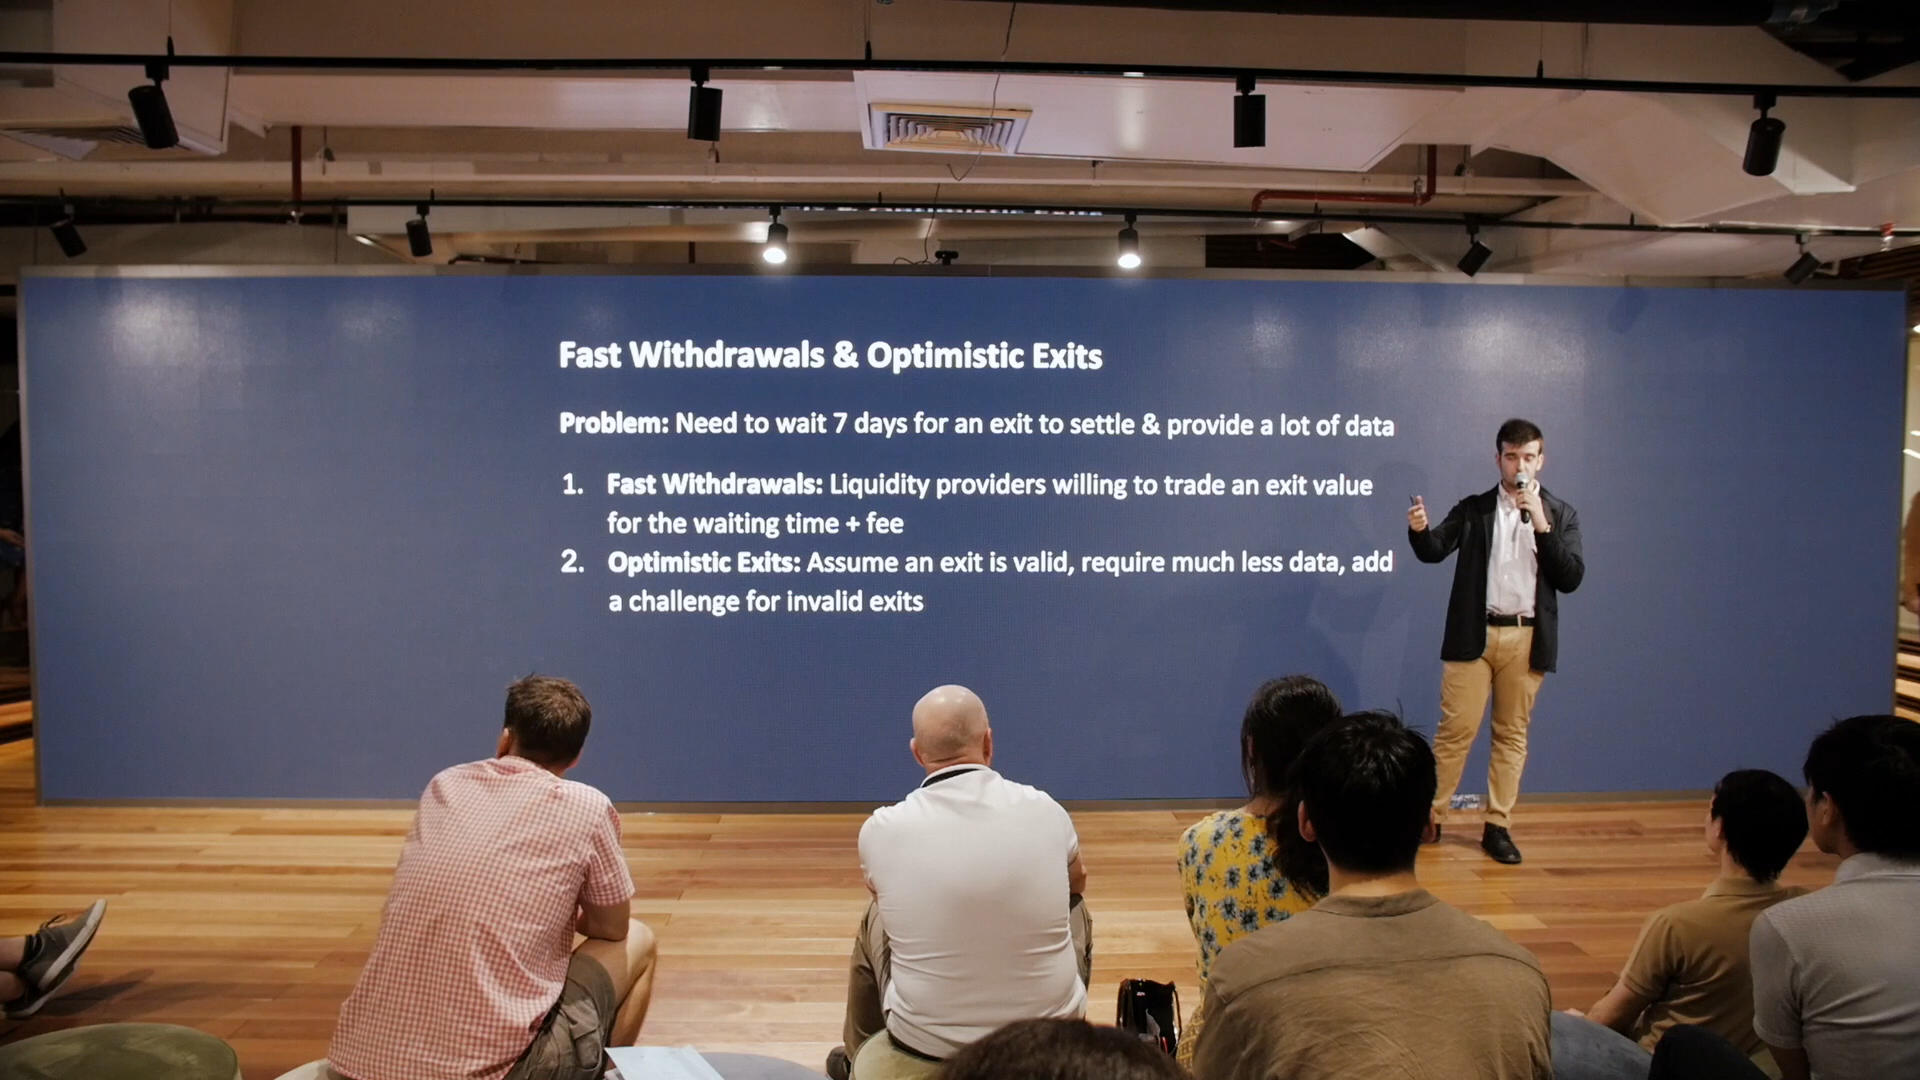 Fast Withdrawals & Optimistic Exits
Problem: Need to wait 7 days for an exit to settle & provide a lot of data
1. Fast Withdrawals: Liquidity providers willing to trade an exit value
for the waiting time + fee
2. Optimistic Exits: Assume an exit is valid, require much less data, add
a challenge for invalid exits